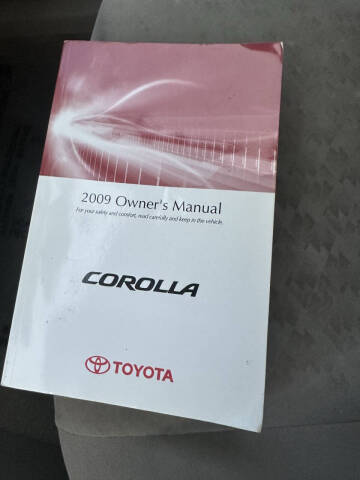 2009 Owner's Manual
For your safety and comfort, read carefully and keep in the vehicle.
COROLLA
TOYOTA